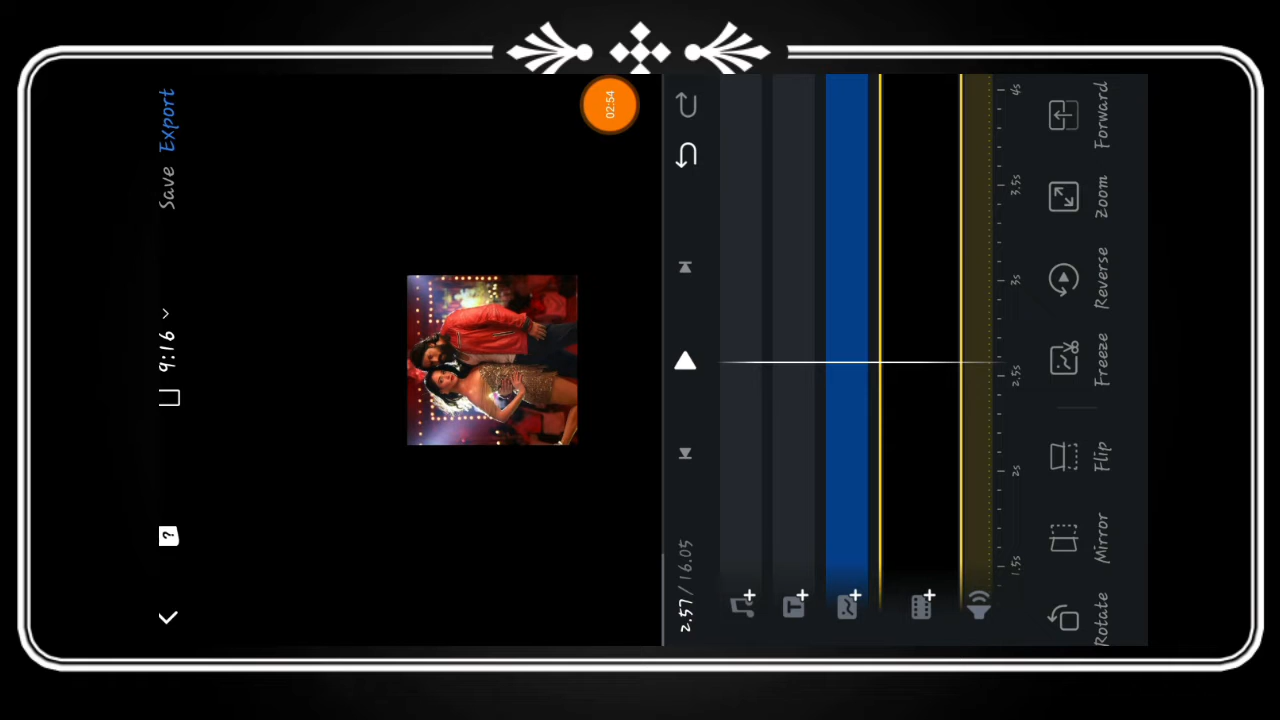 ?
9:16
Save
Export
02:54
2.57 / 16.05
1.5s
2s
2.5s
3s
3.5s
4s
T
Rotate
Mirror
Flip
Freeze
Reverse
Zoom
Forward